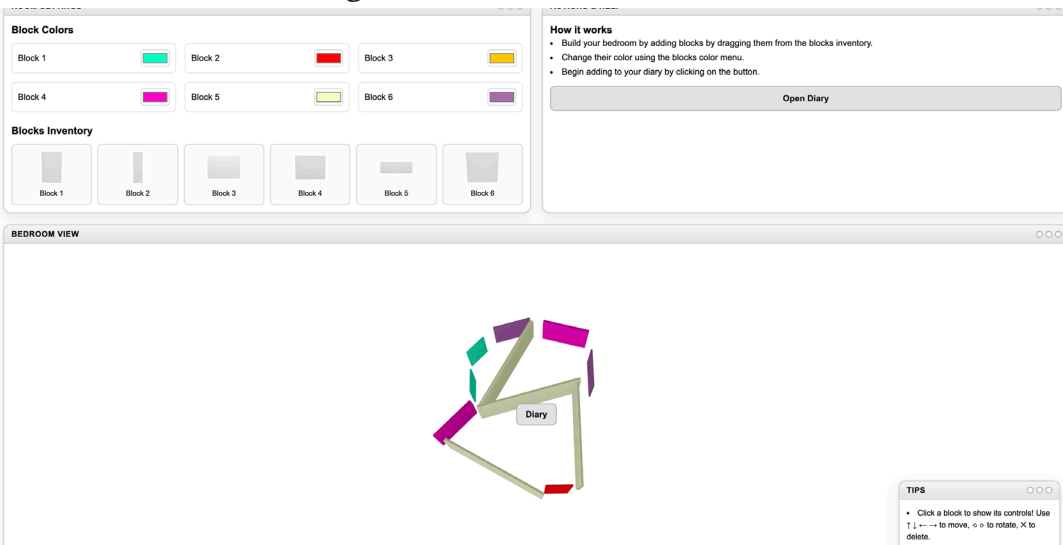 Block Colors
Block 1
Block 2
Block 3
Block 4
Block 5
Block 6
Blocks Inventory
Block 1
Block 2
Block 3
Block 4
Block 5
Block 6
How it works
• Build your bedroom by adding blocks by dragging them from the blocks inventory.
• Change their color using the blocks color menu.
• Begin adding to your diary by clicking on the button.
Open Diary
BEDROOM VIEW
Diary
TIPS
• Click a block to show its controls! Use
↑ ↓ ← → to move, ⟲ ⟳ to rotate, ✕ to
delete.